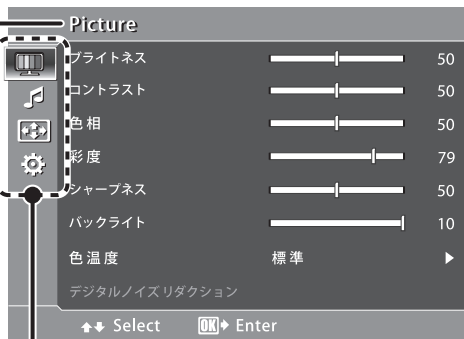 Picture
ブライトネス 50
コントラスト 50
色相 50
彩度 79
シャープネス 50
バックライト 10
色温度 標準
デジタルノイズリダクション
Select OK Enter